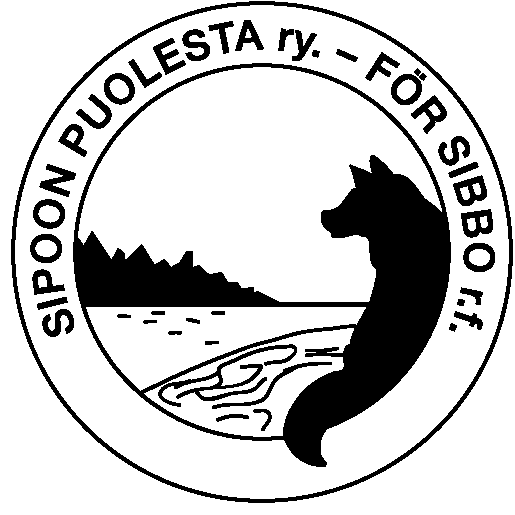 SIPOON PUOLESTA ry. – FÖR SIBBO r.f.